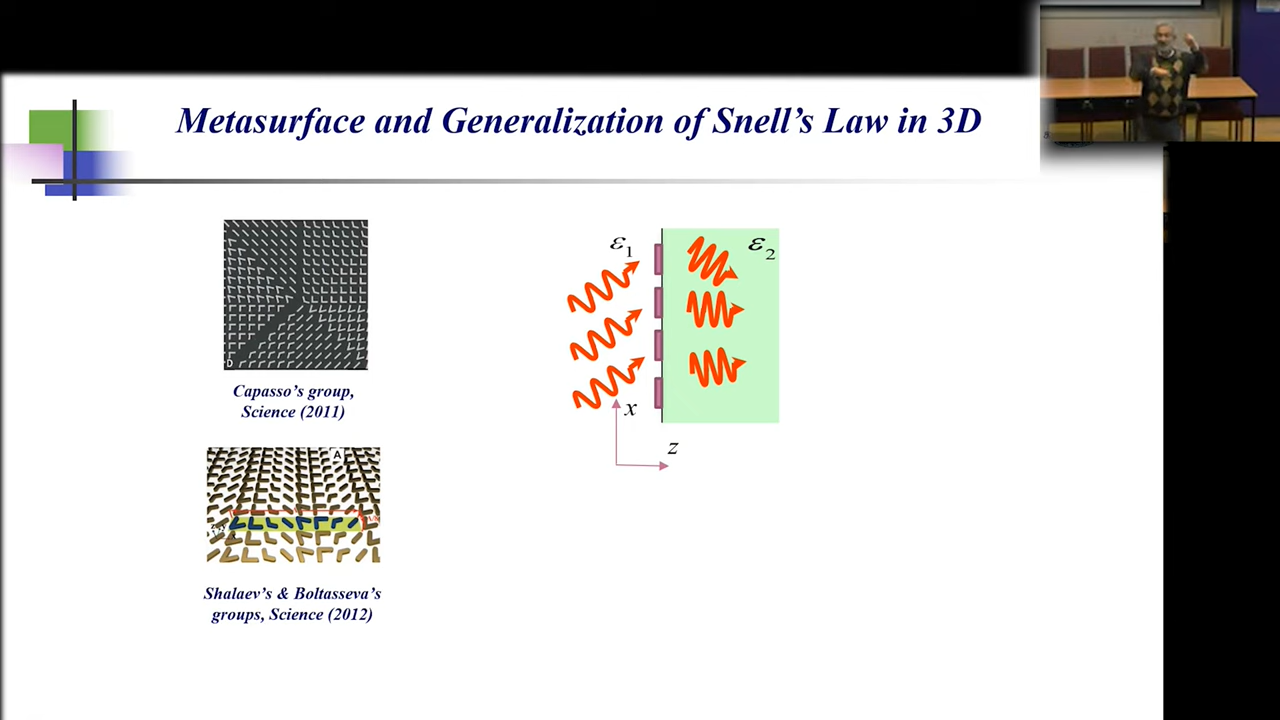 Metasurface and Generalization of Snell's Law in 3D
D
Capasso's group,
Science (2011)
A
Shalaev's & Boltasseva's
groups, Science (2012)
ε1
ε2
x
z